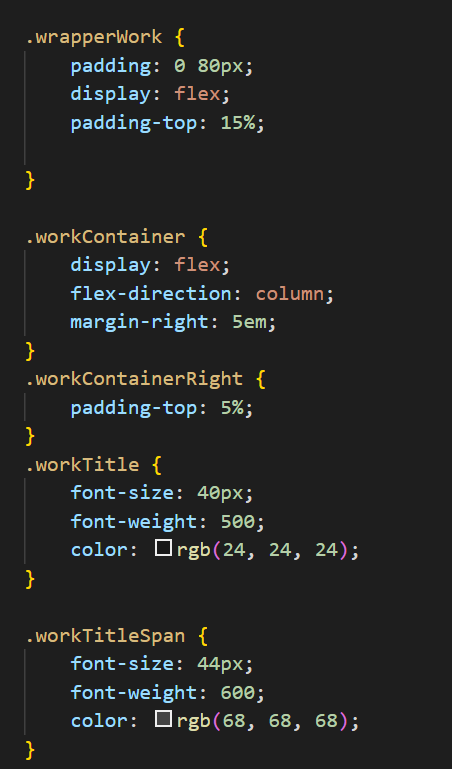 .wrapperWork {
    padding: 0 80px;
    display: flex;
    padding-top: 15%;
}
.workContainer {
    display: flex;
    flex-direction: column;
    margin-right: 5em;
}
.workContainerRight {
    padding-top: 5%;
}
.workTitle {
    font-size: 40px;
    font-weight: 500;
    color: rgb(24, 24, 24);
}
.workTitleSpan {
    font-size: 44px;
    font-weight: 600;
    color: rgb(68, 68, 68);
}